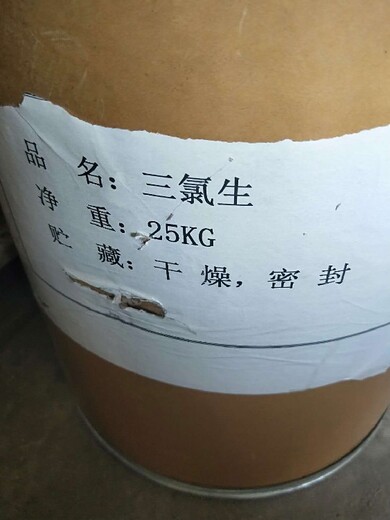 品 名：三氯生
净 重：25KG
贮 藏：干 燥，密 封